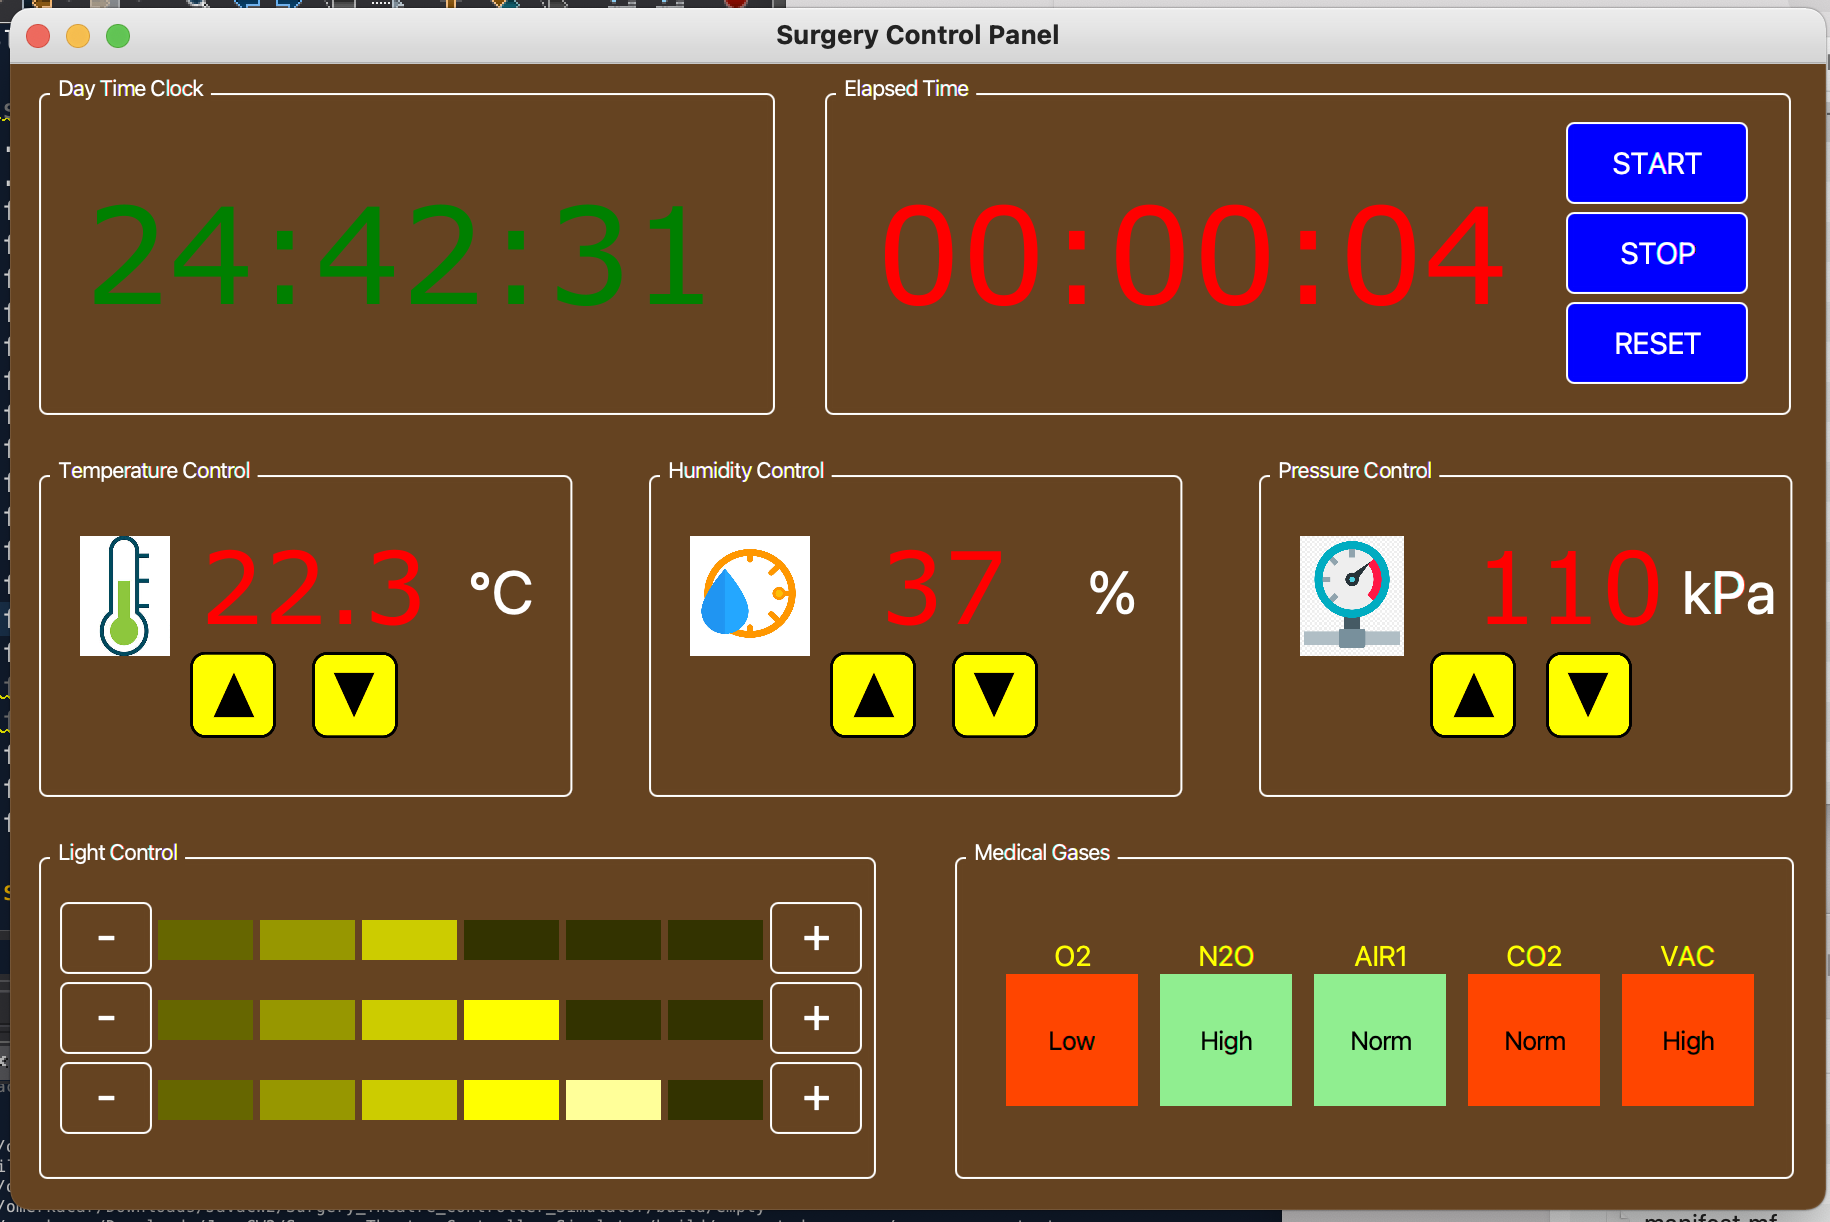 Surgery Control Panel
Day Time Clock
24:42:31
Elapsed Time
00:00:04
START
STOP
RESET
Temperature Control
22.3 °C
▲ ▼
Humidity Control
37 %
▲ ▼
Pressure Control
110 kPa
▲ ▼
Light Control
- +
- +
- +
Medical Gases
O2 N2O AIR1 CO2 VAC
Low High Norm Norm High